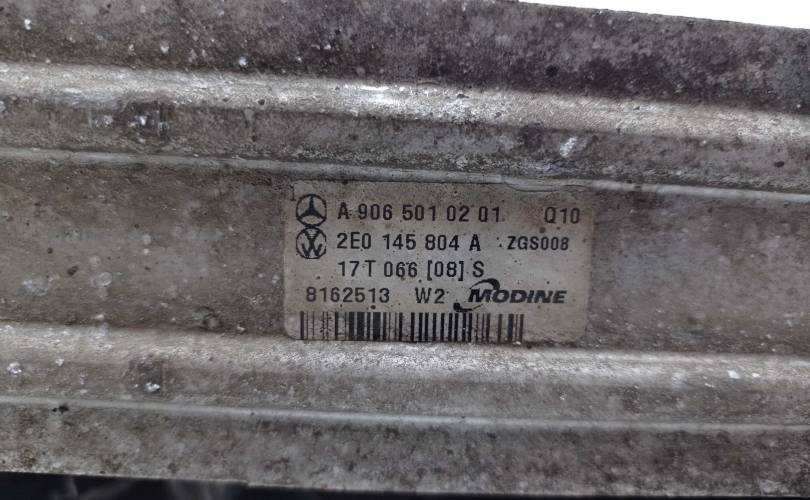 A 906 501 02 01 Q10
2E0 145 804 A ZGS008
17T 066 [08] S
8162513 W2 MODINE